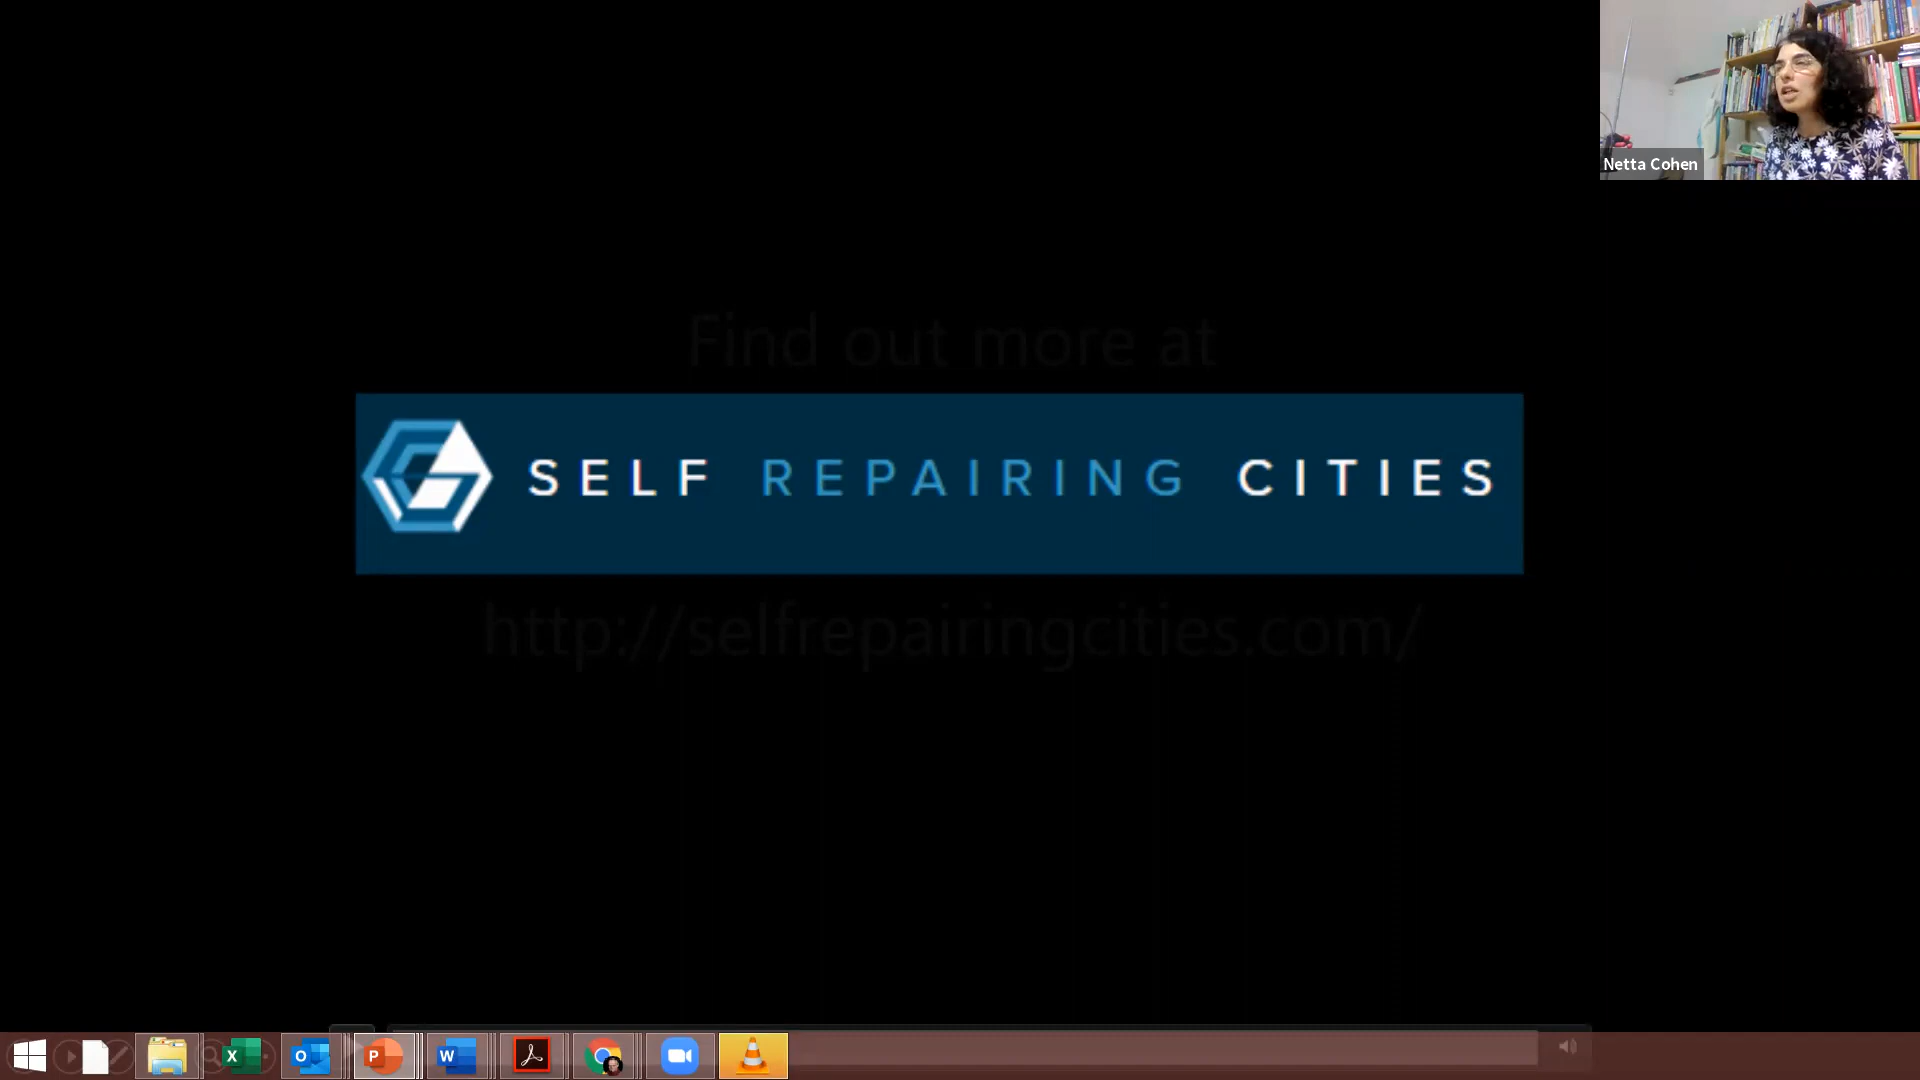 Netta Cohen
Find out more at
SELF REPAIRING CITIES
http://selfrepairingcities.com/
X
O
P
W